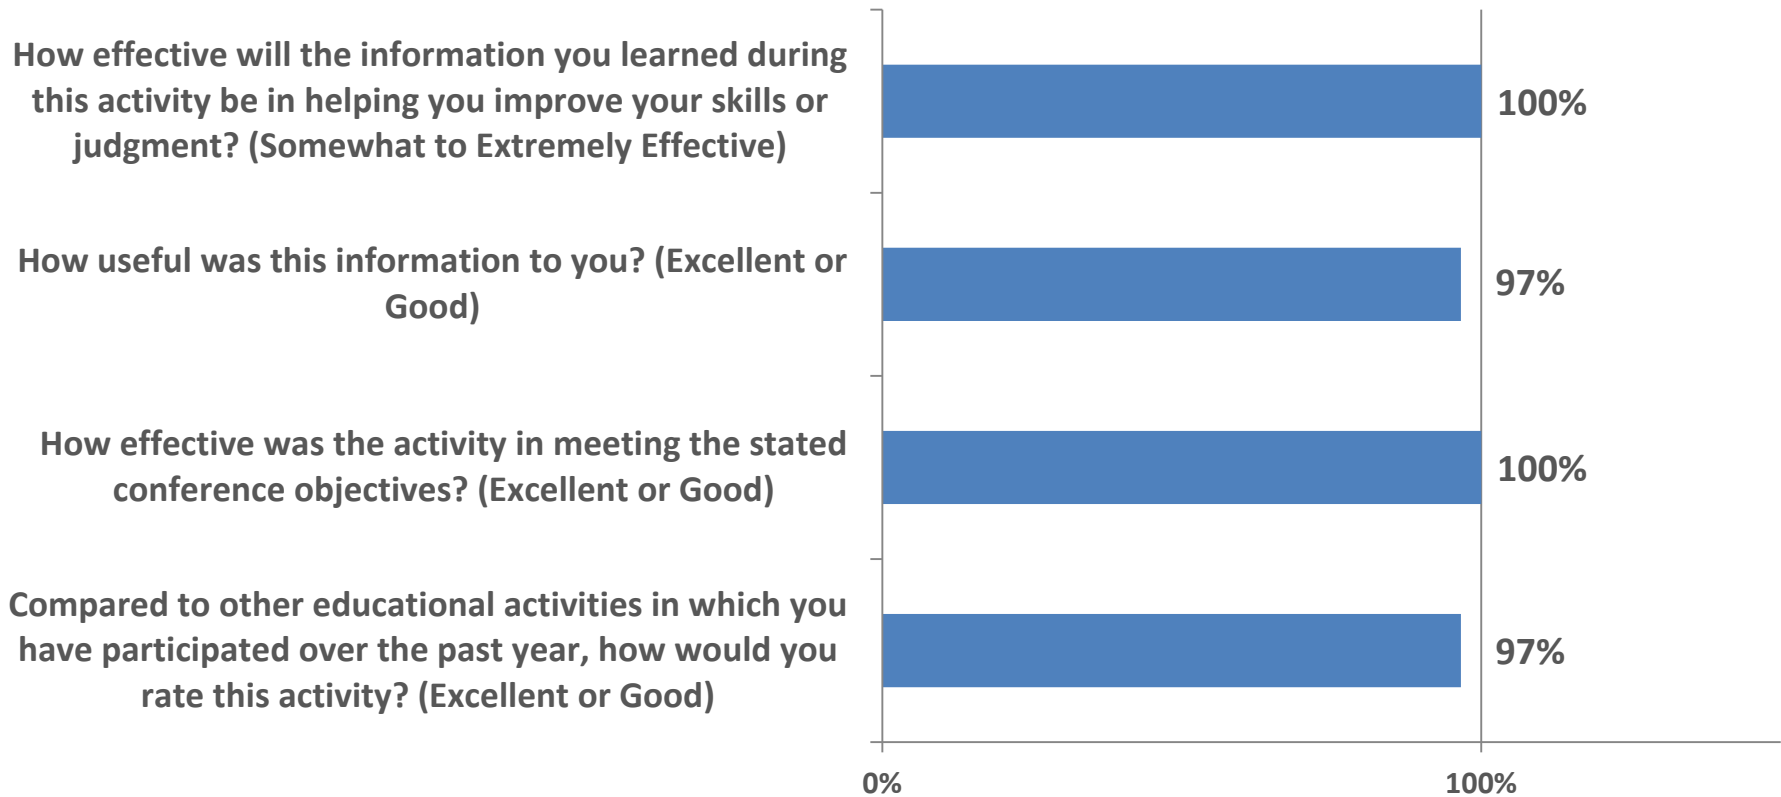 How effective will the information you learned during
this activity be in helping you improve your skills or
judgment? (Somewhat to Extremely Effective)
100%
How useful was this information to you? (Excellent or
Good)
97%
How effective was the activity in meeting the stated
conference objectives? (Excellent or Good)
100%
Compared to other educational activities in which you
have participated over the past year, how would you
rate this activity? (Excellent or Good)
97%
0%
100%